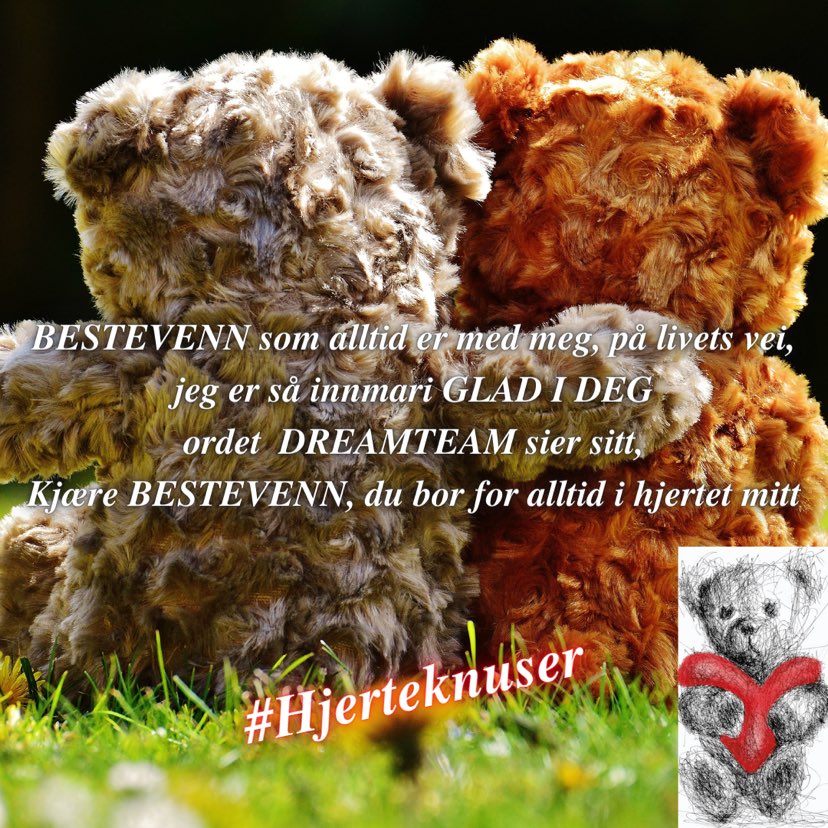 BESTEVENN som alltid er med meg, på livets vei,
jeg er så innmari GLAD I DEG
ordet  DREAMTEAM sier sitt,
Kjære BESTEVENN, du bor for alltid i hjertet mitt
#Hjerteknuser